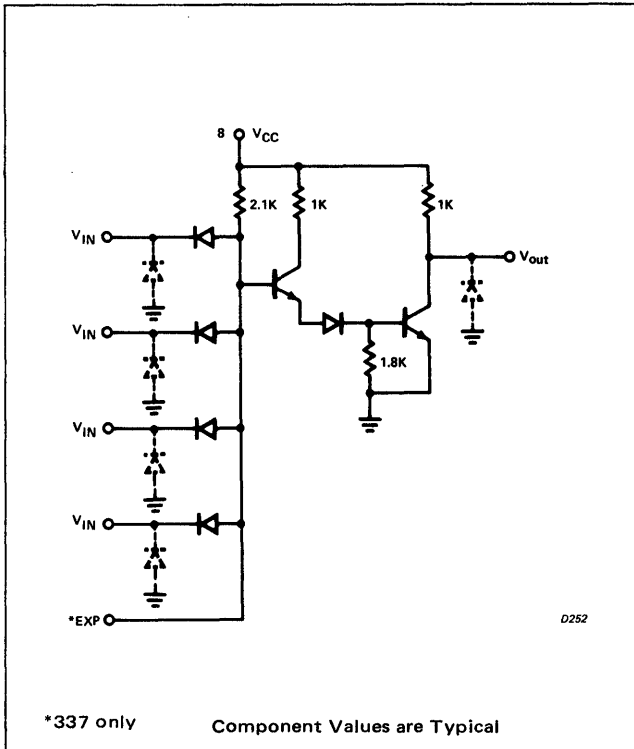 8 VCC
2.1K 1K 1K
VIN
Vout
VIN
1.8K
VIN
VIN
*EXP
D252
*337 only Component Values are Typical